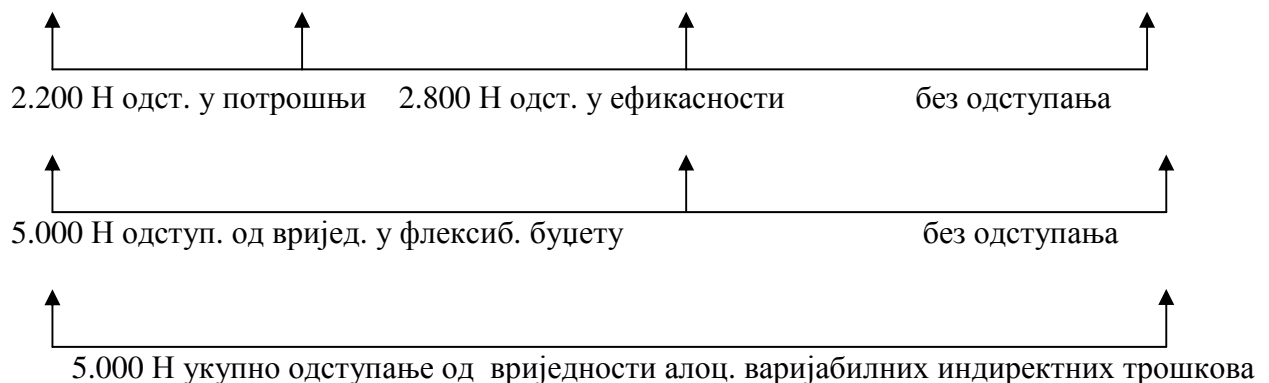 2.200 Н одст. у потрошњи 2.800 Н одст. у ефикасности без одступања
5.000 Н одступ. од вријед. у флексиб. буџету без одступања
5.000 Н укупно одступање од вриједности алоц. варијабилних индиректних трошкова